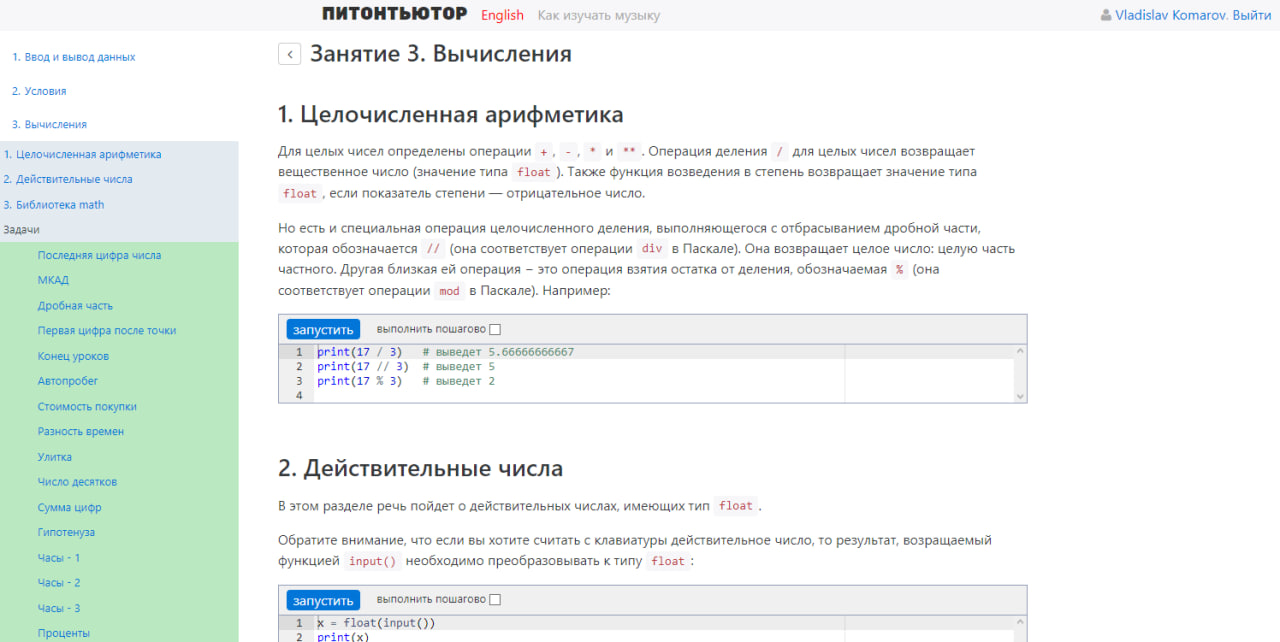 ПИТОНТЬЮТОР English Как изучать музыку Vladislav Komarov. Выйти
1. Ввод и вывод данных
2. Условия
3. Вычисления
1. Целочисленная арифметика
2. Действительные числа
3. Библиотека math
Задачи
Последняя цифра числа
МКАД
Дробная часть
Первая цифра после точки
Конец уроков
Автопробег
Стоимость покупки
Разность времен
Улитка
Число десятков
Сумма цифр
Гипотенуза
Часы - 1
Часы - 2
Часы - 3
Проценты
< Занятие 3. Вычисления
1. Целочисленная арифметика
Для целых чисел определены операции +, -, * и **. Операция деления / для целых чисел возвращает
вещественное число (значение типа float). Также функция возведения в степень возвращает значение типа
float, если показатель степени — отрицательное число.
Но есть и специальная операция целочисленного деления, выполняющегося с отбрасыванием дробной части,
которая обозначается // (она соответствует операции div в Паскале). Она возвращает целое число: целую часть
частного. Другая близкая ей операция – это операция взятия остатка от деления, обозначаемая % (она
соответствует операции mod в Паскале). Например:
запустить выполнить пошагово
1 print(17 / 3) # выведет 5.66666666667
2 print(17 // 3) # выведет 5
3 print(17 % 3) # выведет 2
4
2. Действительные числа
В этом разделе речь пойдет о действительных числах, имеющих тип float.
Обратите внимание, что если вы хотите считать с клавиатуры действительное число, то результат, возращаемый
функцией input() необходимо преобразовывать к типу float:
запустить выполнить пошагово
1 x = float(input())
2 print(x)